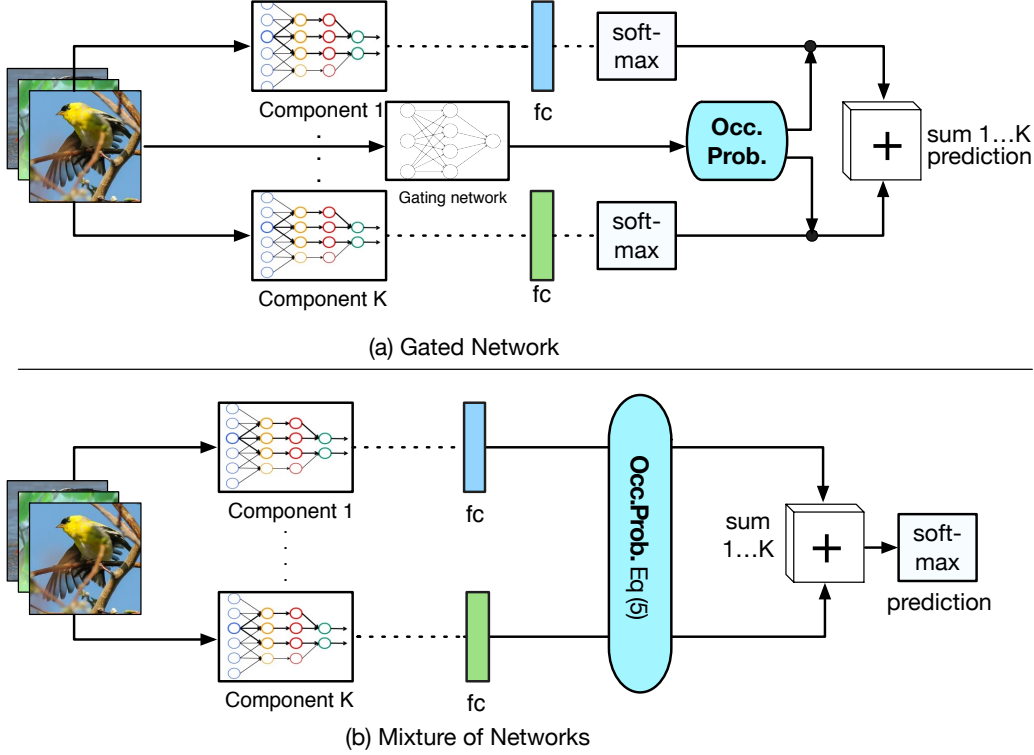 soft-
max
Component 1
fc
Occ.
Prob.
+
sum 1...K
prediction
Gating network
soft-
max
Component K
fc
(a) Gated Network
Component 1
fc
Occ.Prob. Eq (5)
sum
1...K
+
soft-
max
prediction
Component K
fc
(b) Mixture of Networks